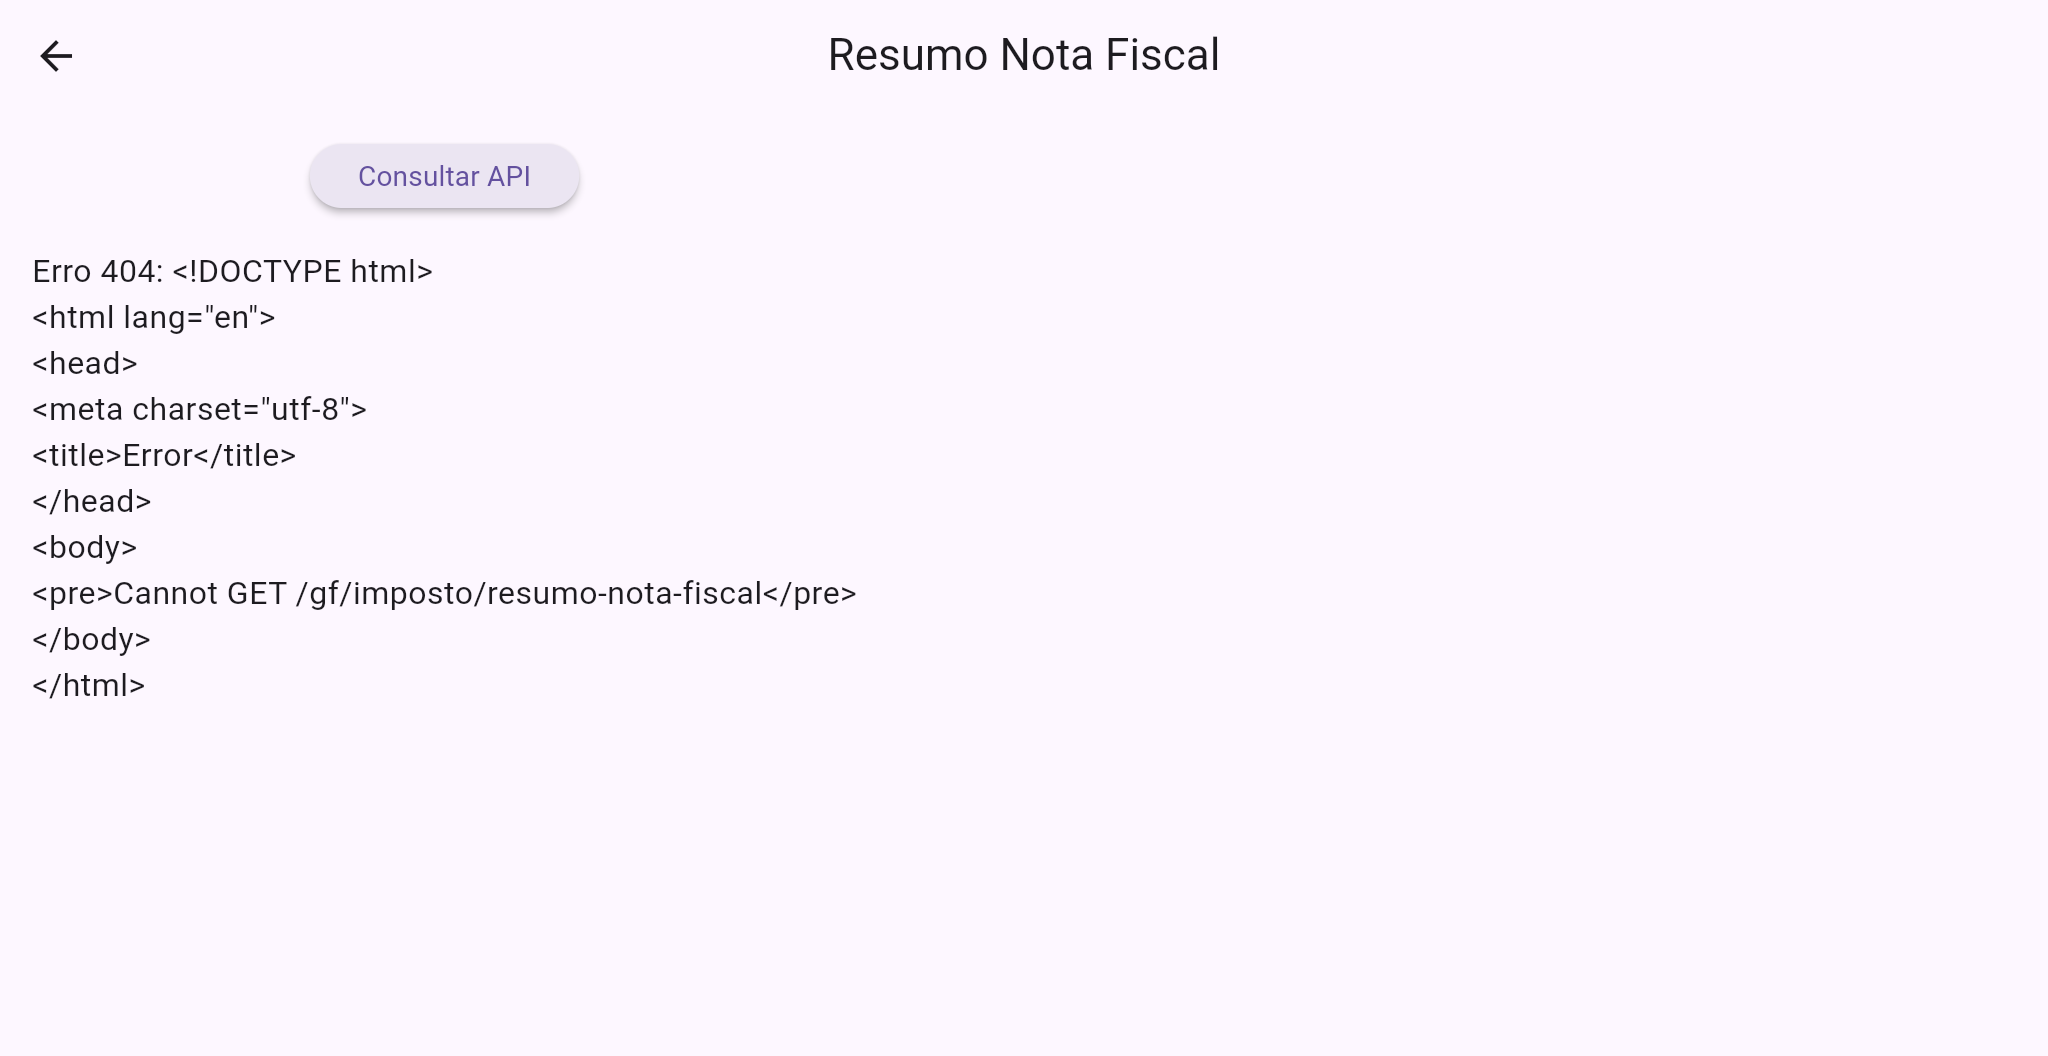 Resumo Nota Fiscal
Consultar API
Erro 404: <!DOCTYPE html>
<html lang="en">
<head>
<meta charset="utf-8">
<title>Error</title>
</head>
<body>
<pre>Cannot GET /gf/imposto/resumo-nota-fiscal</pre>
</body>
</html>